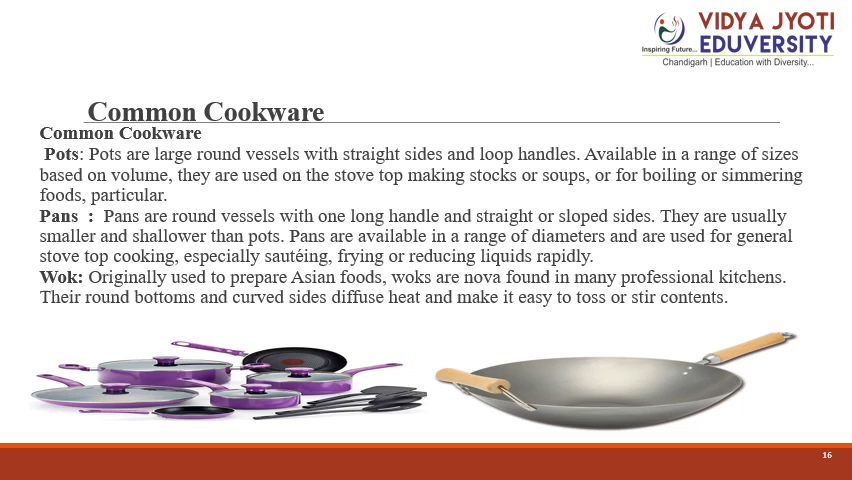 VIDYA JYOTI
EDUVERSITY
Inspiring Future...
Chandigarh | Education with Diversity...
Common Cookware
Common Cookware
Pots: Pots are large round vessels with straight sides and loop handles. Available in a range of sizes
based on volume, they are used on the stove top making stocks or soups, or for boiling or simmering
foods, particular.
Pans : Pans are round vessels with one long handle and straight or sloped sides. They are usually
smaller and shallower than pots. Pans are available in a range of diameters and are used for general
stove top cooking, especially sautéing, frying or reducing liquids rapidly.
Wok: Originally used to prepare Asian foods, woks are nova found in many professional kitchens.
Their round bottoms and curved sides diffuse heat and make it easy to toss or stir contents.
16